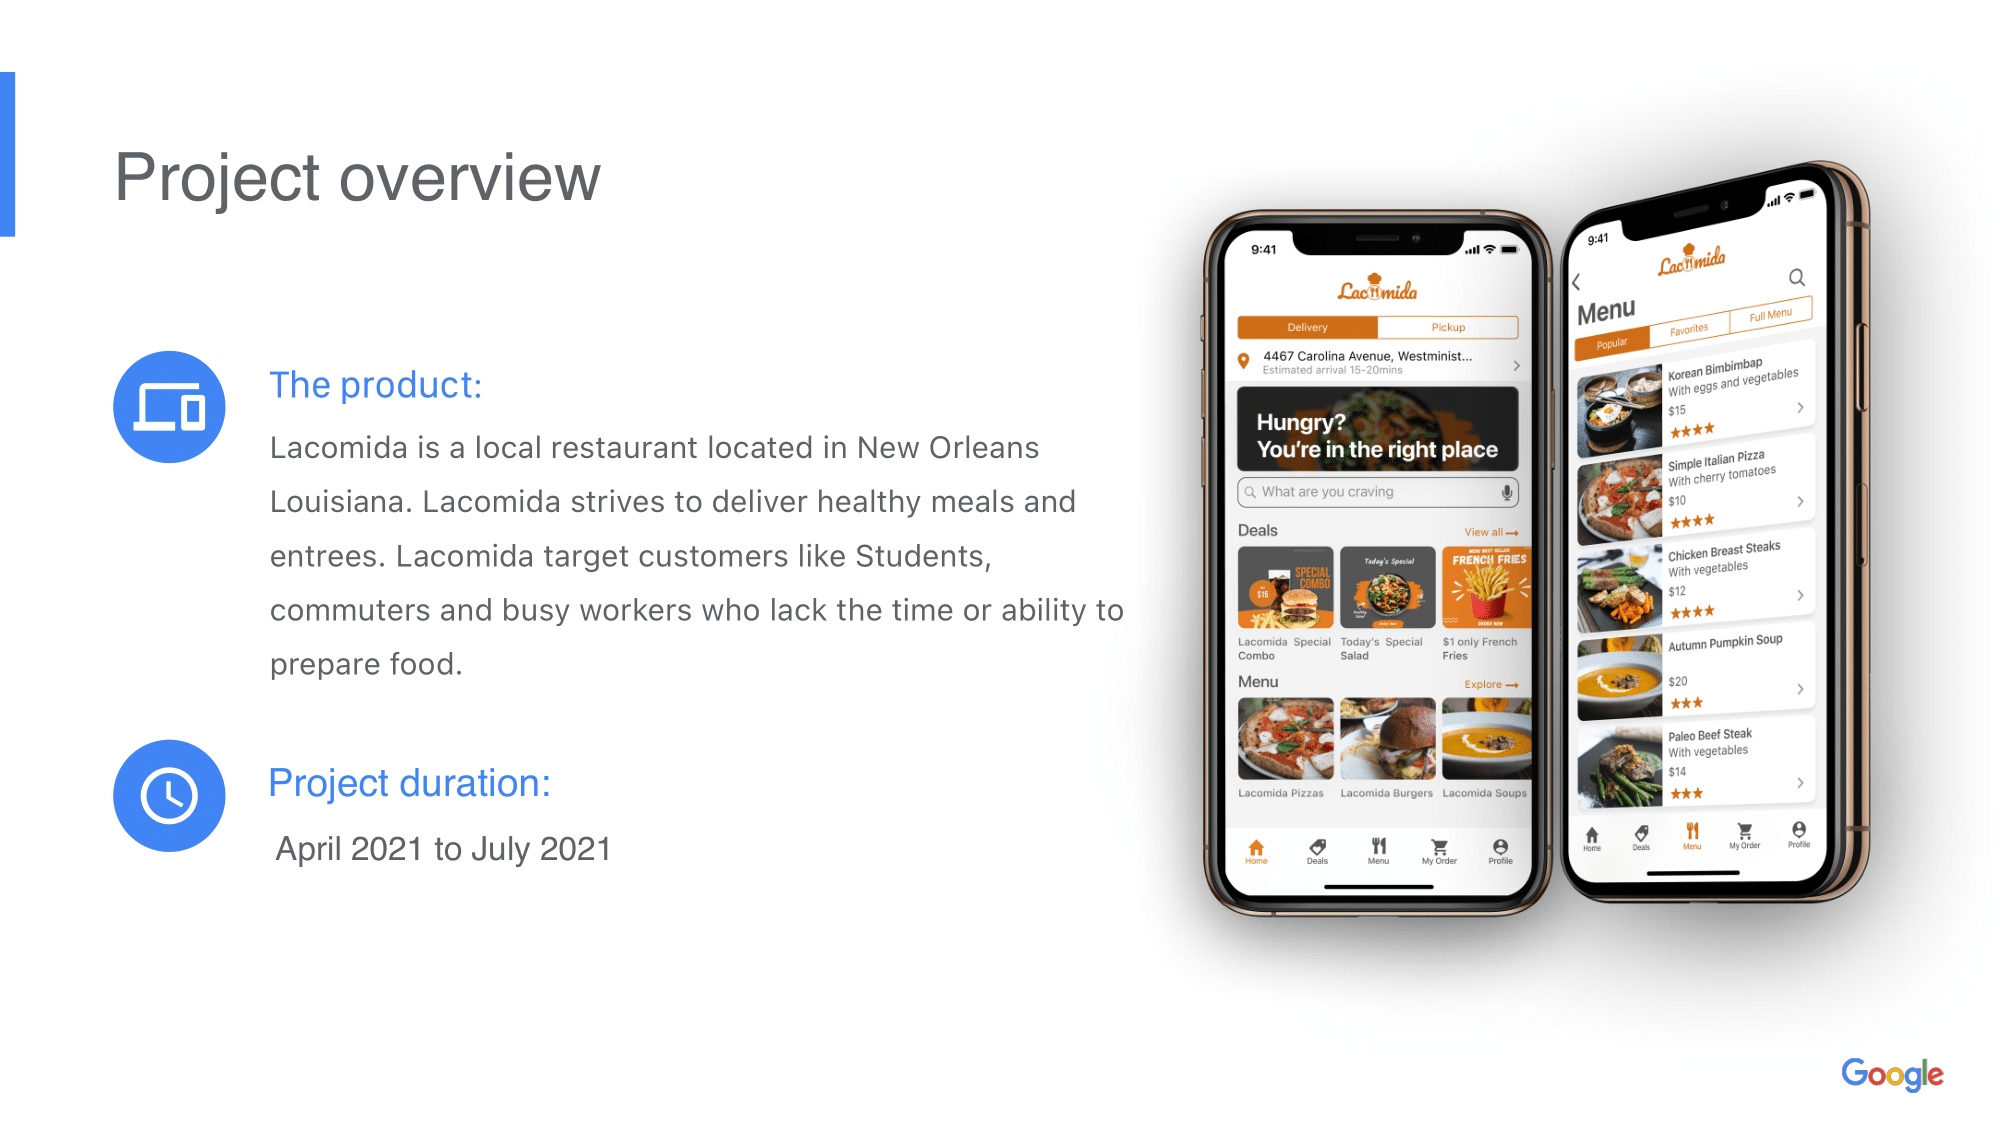 Project overview
The product:
Lacomida is a local restaurant located in New Orleans
Louisiana. Lacomida strives to deliver healthy meals and
entrees. Lacomida target customers like Students,
commuters and busy workers who lack the time or ability to
prepare food.
Project duration:
April 2021 to July 2021
9:41
Lacomida
Delivery
Pickup
4467 Carolina Avenue, Westminist...
Estimated arrival 15-20mins
Hungry?
You're in the right place
What are you craving
Deals
View all
SPECIAL
COMBO
$15
Today's Special
MENU BEST SELLER
FRENCH FRIES
ORDER NOW
Lacomida Special
Combo
Today's Special
Salad
$1 only French
Fries
Menu
Explore
Lacomida Pizzas
Lacomida Burgers
Lacomida Soups
Home
Deals
Menu
My Order
Profile
9:41
Lacomida
Menu
Popular
Favorites
Full Menu
Korean Bimbimbap
With eggs and vegetables
$15
Simple Italian Pizza
With cherry tomatoes
$10
Chicken Breast Steaks
With vegetables
$12
Autumn Pumpkin Soup
$20
Paleo Beef Steak
With vegetables
$14
Home
Deals
Menu
My Order
Profile
Google